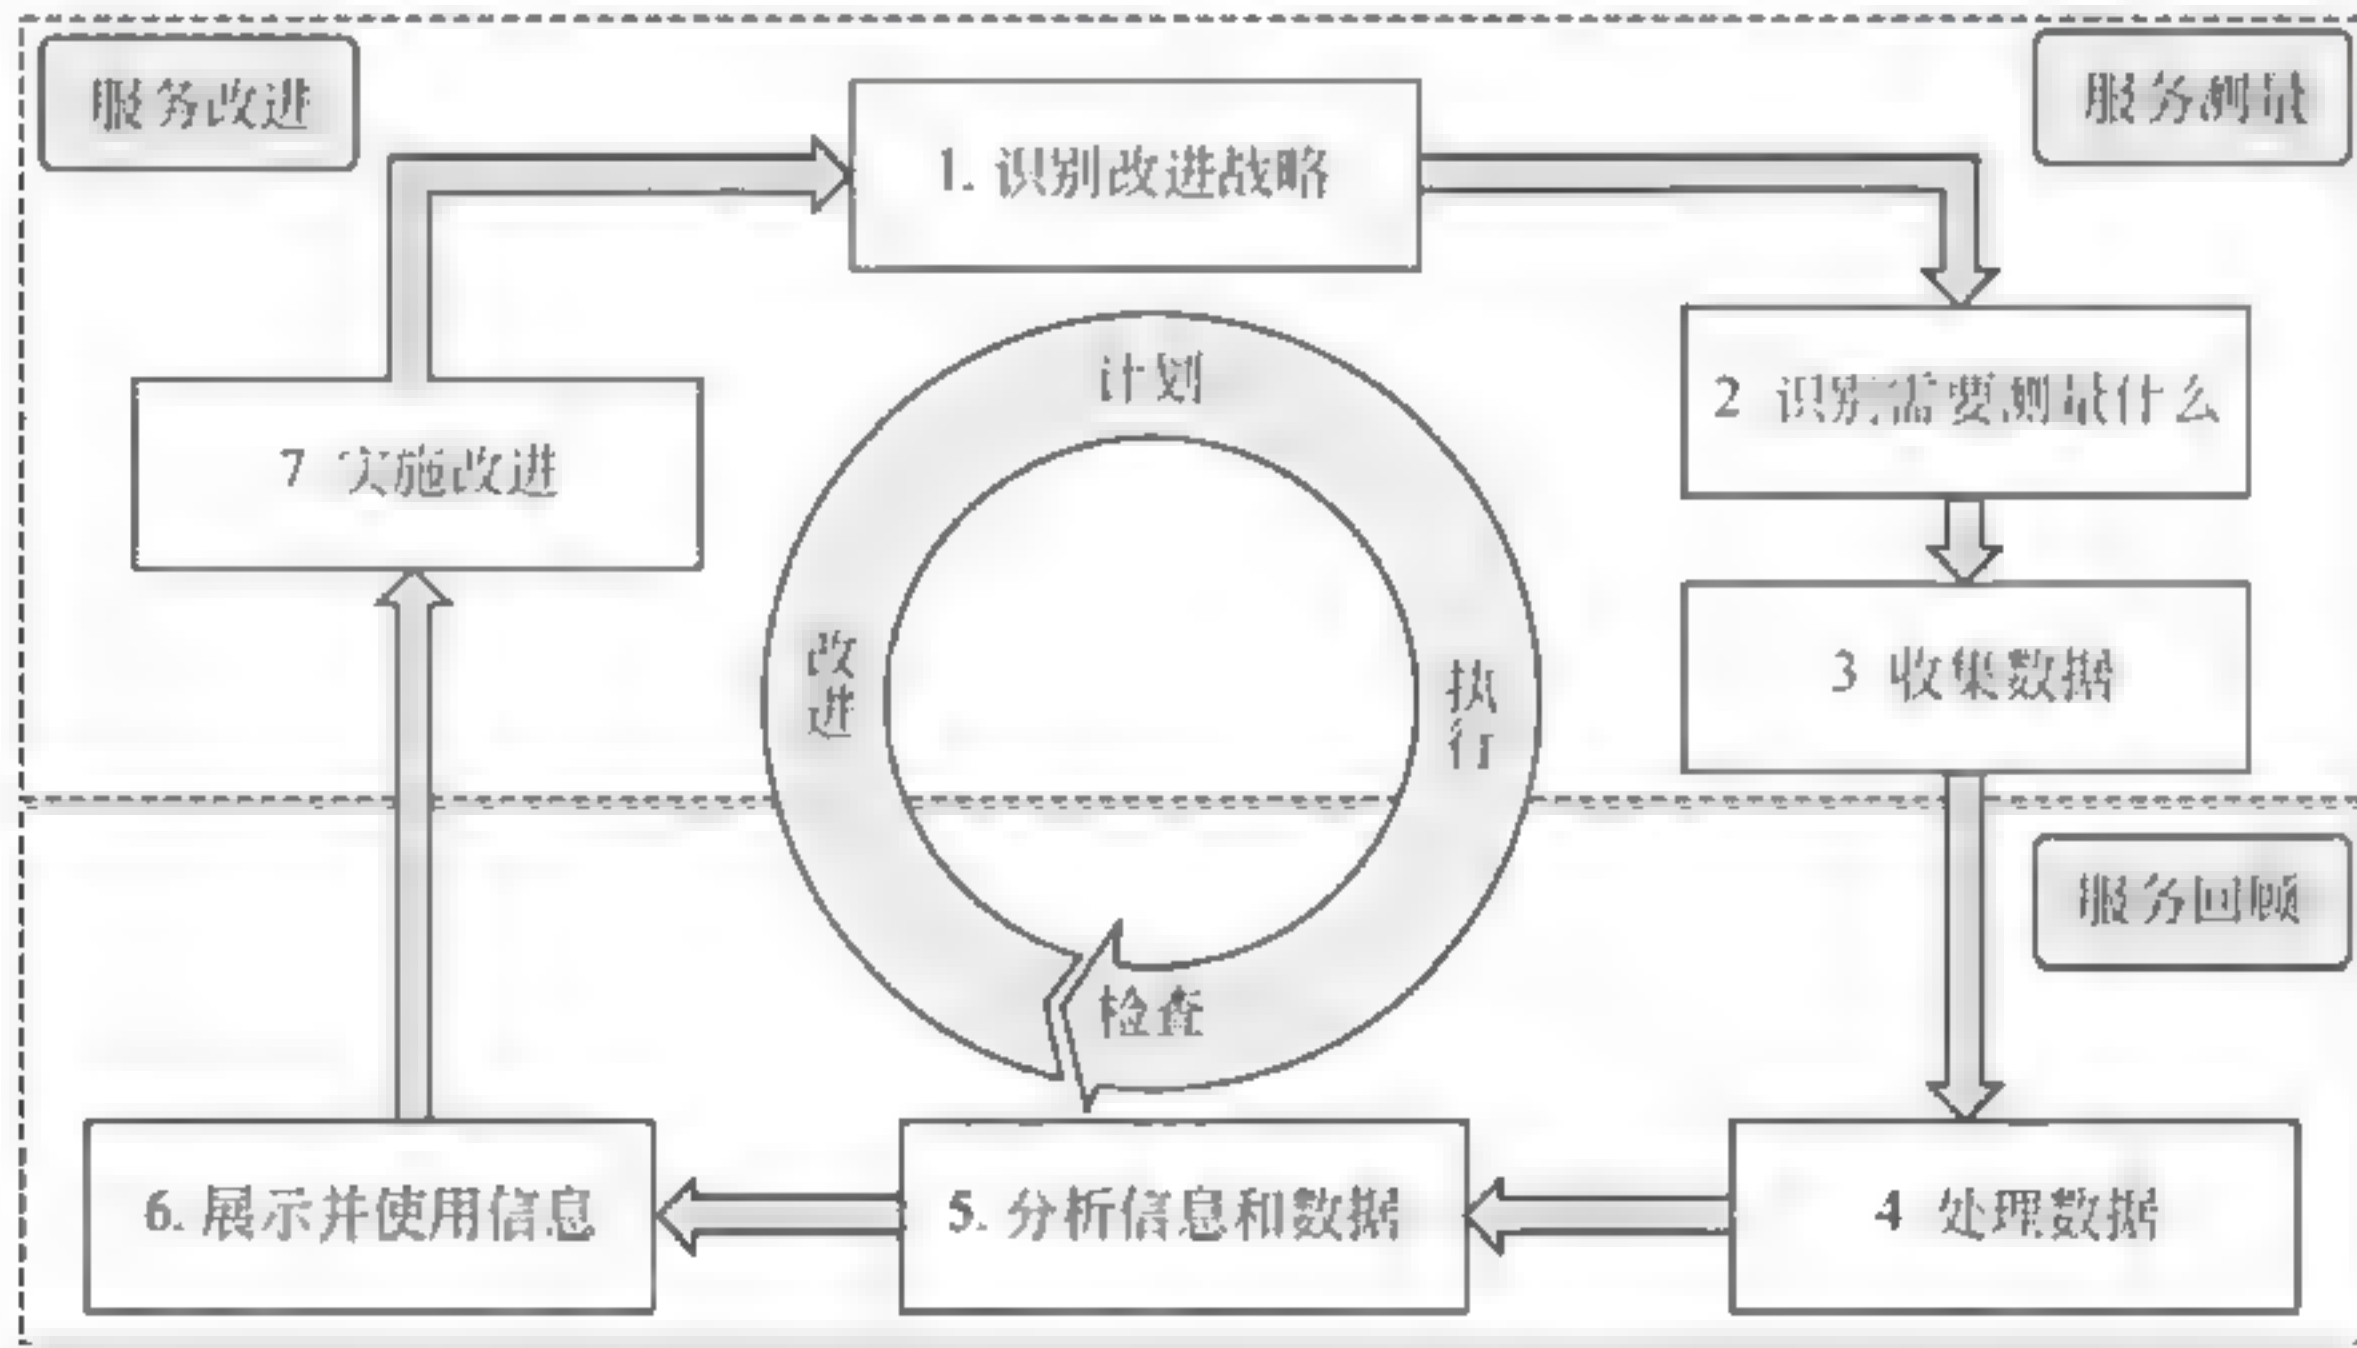 服务改进
服务测量
1. 识别改进战略
计划
2 识别需要测量什么
7 实施改进
改进
执行
3 收集数据
服务回顾
检查
6. 展示并使用信息
5. 分析信息和数据
4 处理数据